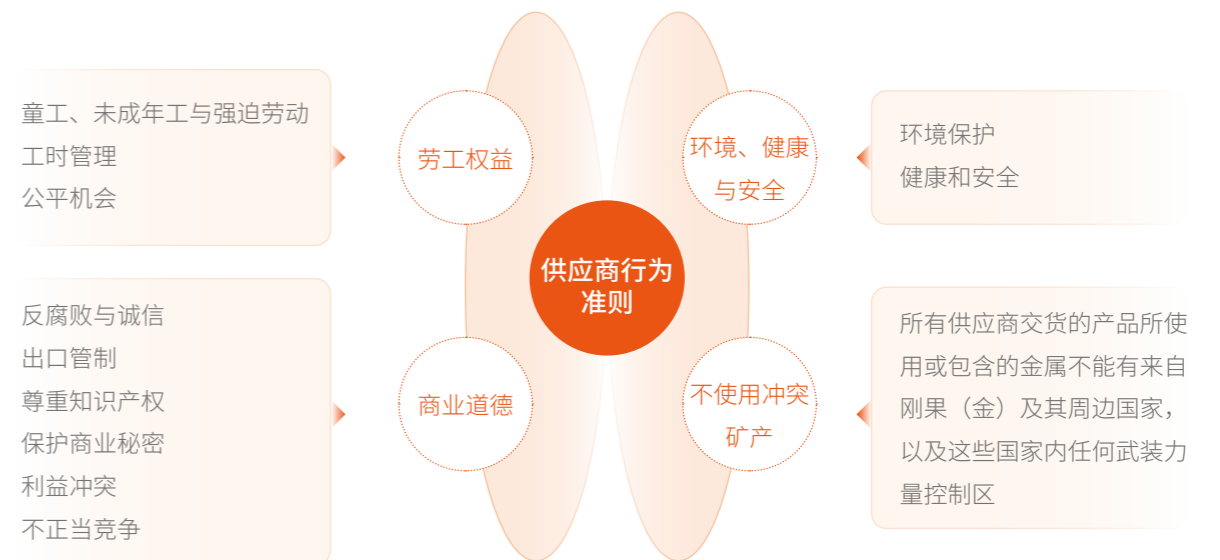 童工、未成年工与强迫劳动
工时管理
公平机会
劳工权益
环境、健康
与安全
环境保护
健康和安全
供应商行为
准则
反腐败与诚信
出口管制
尊重知识产权
保护商业秘密
利益冲突
不正当竞争
商业道德
不使用冲突
矿产
所有供应商交货的产品所使
用或包含的金属不能有来自
刚果（金）及其周边国家，
以及这些国家内任何武装力
量控制区